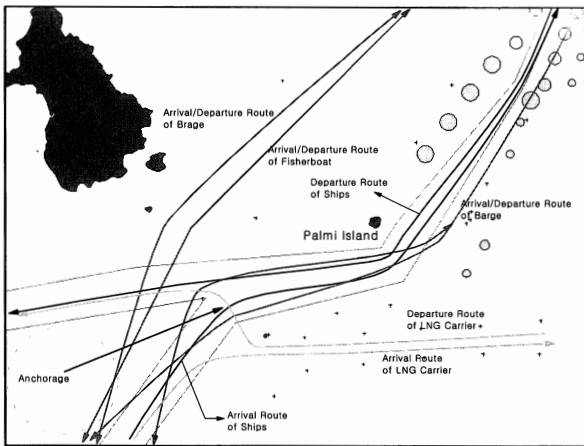 Arrival/Departure Route
of Brage
Arrival/Departure Route
of Fisherboat
Departure Route
of Ships
Arrival/Departure Route
of Barge
Palmi Island
Departure Route
of LNG Carrier
Arrival Route
of LNG Carrier
Anchorage
Arrival Route
of Ships